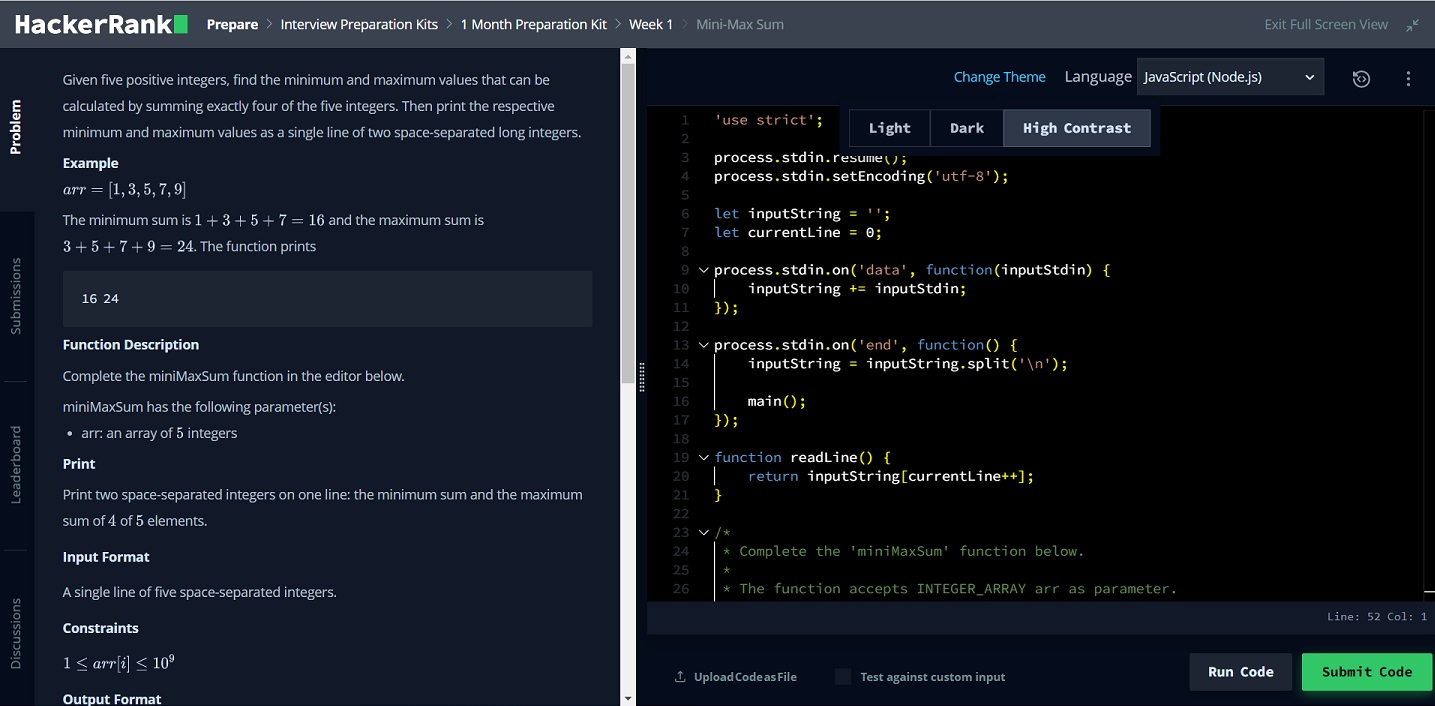 HackerRank Prepare > Interview Preparation Kits > 1 Month Preparation Kit > Week 1 > Mini-Max Sum Exit Full Screen View
Problem
Submissions
Leaderboard
Discussions
Given five positive integers, find the minimum and maximum values that can be
calculated by summing exactly four of the five integers. Then print the respective
minimum and maximum values as a single line of two space-separated long integers.
Example
arr = [1, 3, 5, 7, 9]
The minimum sum is 1 + 3 + 5 + 7 = 16 and the maximum sum is
3 + 5 + 7 + 9 = 24. The function prints
16 24
Function Description
Complete the miniMaxSum function in the editor below.
miniMaxSum has the following parameter(s):
• arr: an array of 5 integers
Print
Print two space-separated integers on one line: the minimum sum and the maximum
sum of 4 of 5 elements.
Input Format
A single line of five space-separated integers.
Constraints
1 ≤ arr[i] ≤ 10⁹
Output Format
Change Theme Language JavaScript (Node.js)
Light Dark High Contrast
1 'use strict';
2
3 process.stdin.resume();
4 process.stdin.setEncoding('utf-8');
5
6 let inputString = '';
7 let currentLine = 0;
8
9 process.stdin.on('data', function(inputStdin) {
10     inputString += inputStdin;
11 });
12
13 process.stdin.on('end', function() {
14     inputString = inputString.split('\n');
15
16     main();
17 });
18
19 function readLine() {
20     return inputString[currentLine++];
21 }
22
23 /*
24  * Complete the 'miniMaxSum' function below.
25  *
26  * The function accepts INTEGER_ARRAY arr as parameter.
Line: 52 Col: 1
Upload Code as File Test against custom input Run Code Submit Code